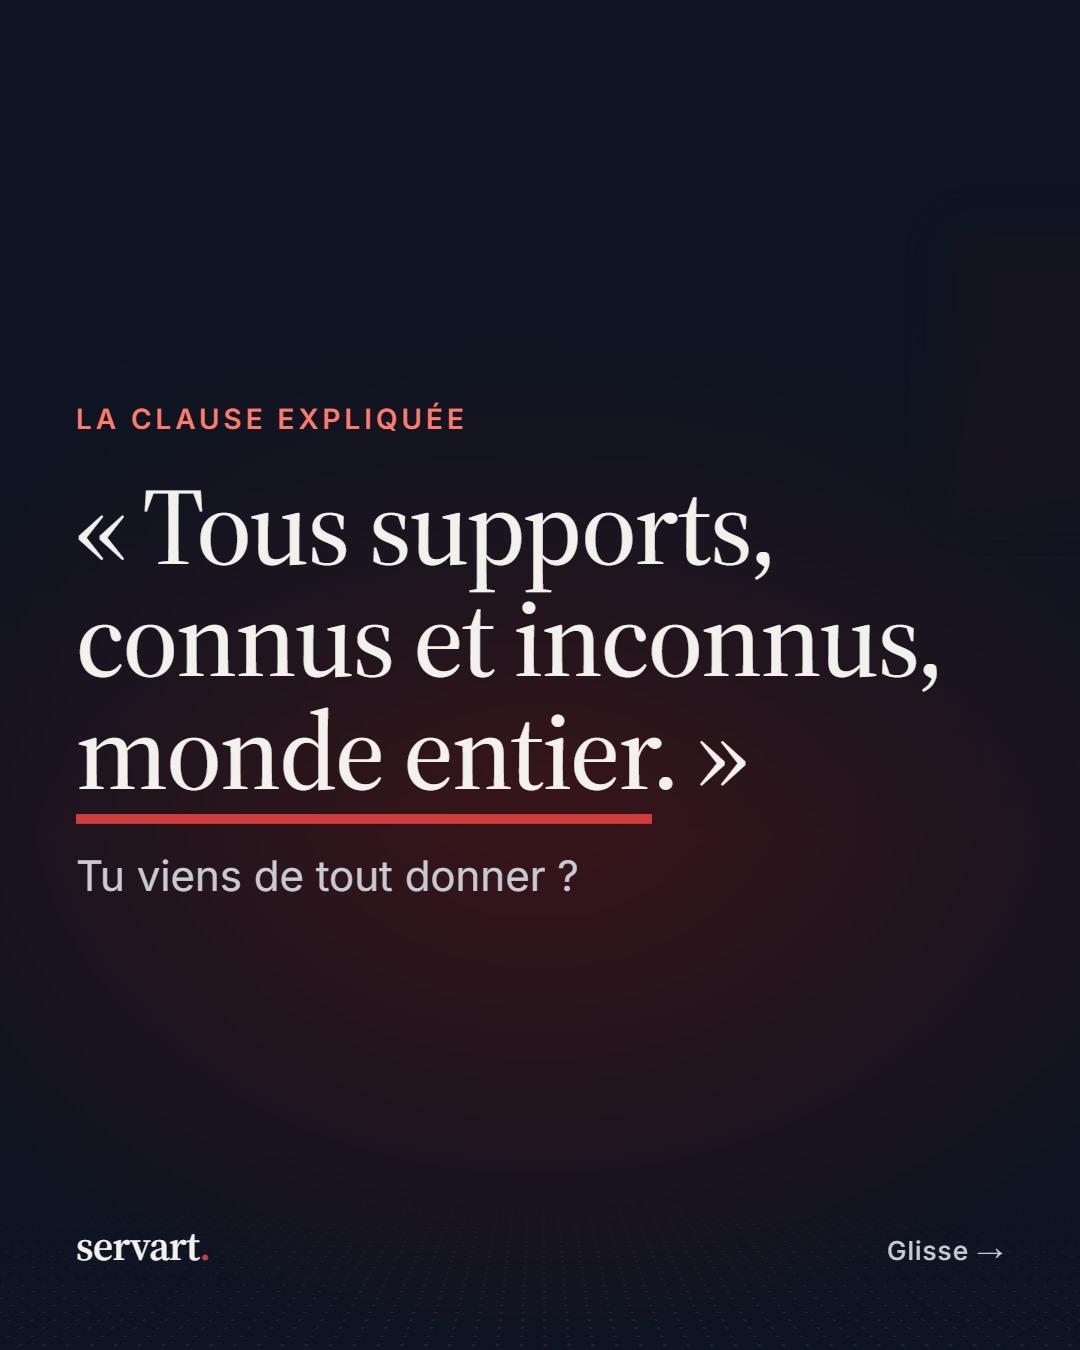 LA CLAUSE EXPLIQUÉE
« Tous supports,
connus et inconnus,
monde entier. »
Tu viens de tout donner ?
servart.
Glisse →